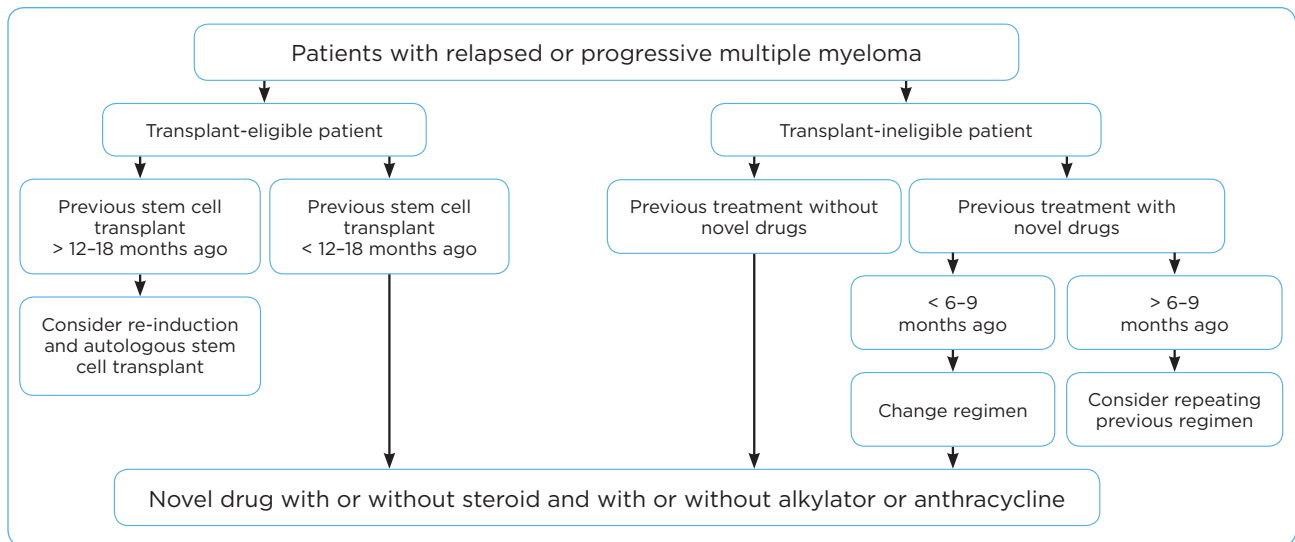 Patients with relapsed or progressive multiple myeloma
Transplant-eligible patient
Transplant-ineligible patient
Previous stem cell
transplant
> 12–18 months ago
Previous stem cell
transplant
< 12–18 months ago
Previous treatment without
novel drugs
Previous treatment with
novel drugs
Consider re-induction
and autologous stem
cell transplant
< 6–9
months ago
> 6–9
months ago
Change regimen
Consider repeating
previous regimen
Novel drug with or without steroid and with or without alkylator or anthracycline